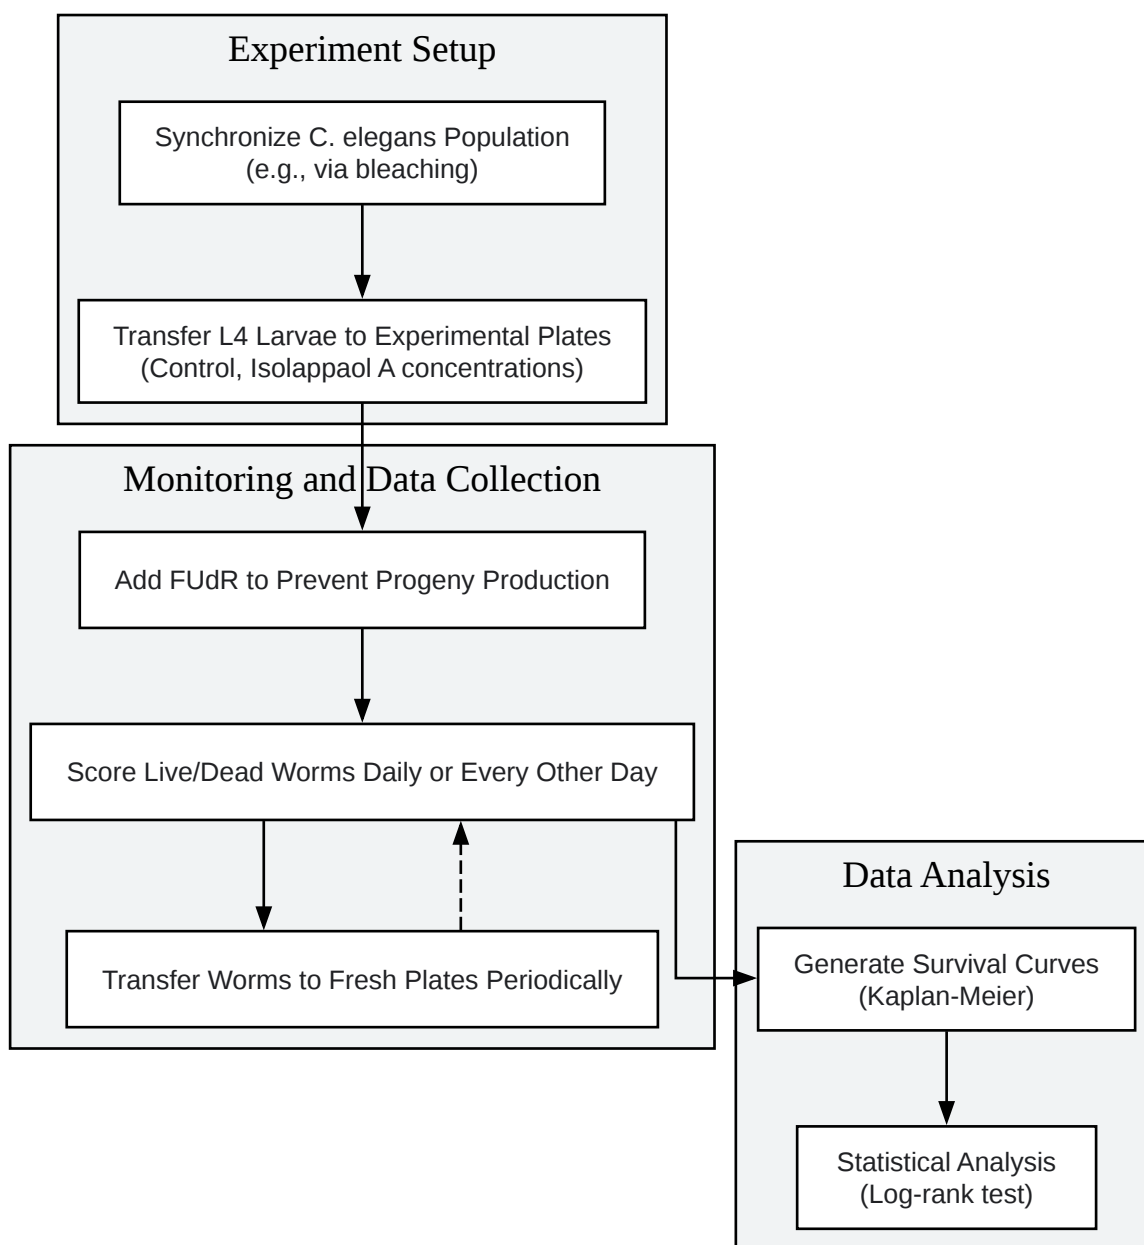 Experiment Setup
Synchronize C. elegans Population
(e.g., via bleaching)
Transfer L4 Larvae to Experimental Plates
(Control, Isolappaol A concentrations)
Monitoring and Data Collection
Add FUdR to Prevent Progeny Production
Score Live/Dead Worms Daily or Every Other Day
Transfer Worms to Fresh Plates Periodically
Data Analysis
Generate Survival Curves
(Kaplan-Meier)
Statistical Analysis
(Log-rank test)